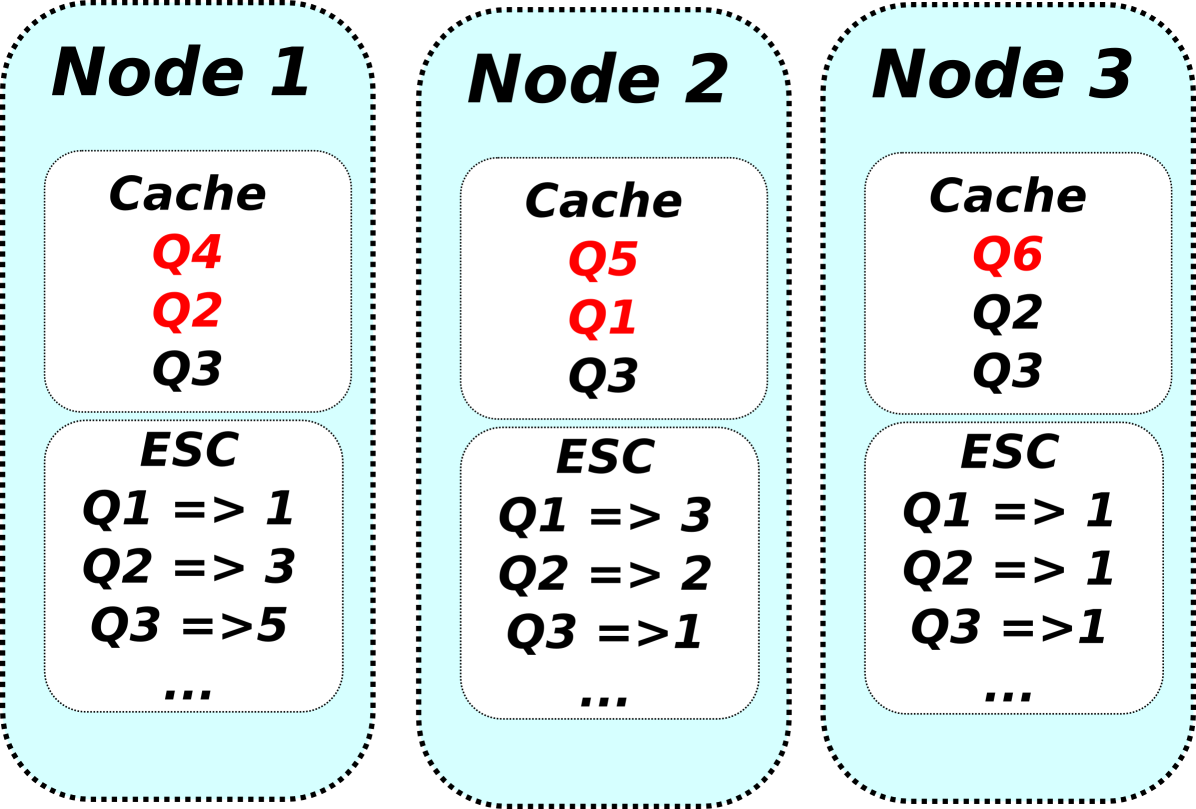 Node 1
Cache
Q4
Q2
Q3
ESC
Q1 => 1
Q2 => 3
Q3 =>5
...
Node 2
Cache
Q5
Q1
Q3
ESC
Q1 => 3
Q2 => 2
Q3 =>1
...
Node 3
Cache
Q6
Q2
Q3
ESC
Q1 => 1
Q2 => 1
Q3 =>1
...